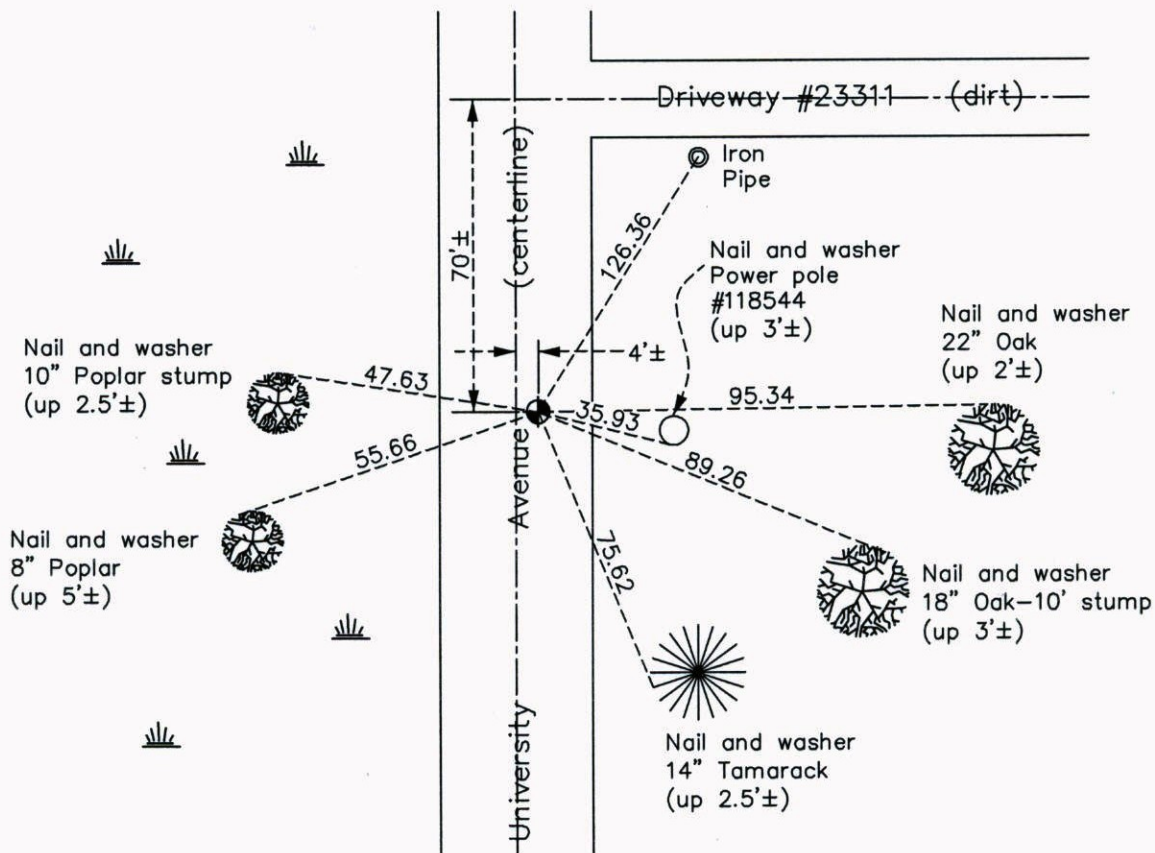 Driveway #23311 (dirt)
Iron
Pipe
(centerline)
70'±
126.36
Nail and washer
Power pole
#118544
(up 3'±)
4'±
Nail and washer
22" Oak
(up 2'±)
Nail and washer
10" Poplar stump
(up 2.5'±)
47.63
35.93
95.34
55.66
89.26
Avenue
75.62
Nail and washer
8" Poplar
(up 5'±)
Nail and washer
18" Oak-10' stump
(up 3'±)
University
Nail and washer
14" Tamarack
(up 2.5'±)